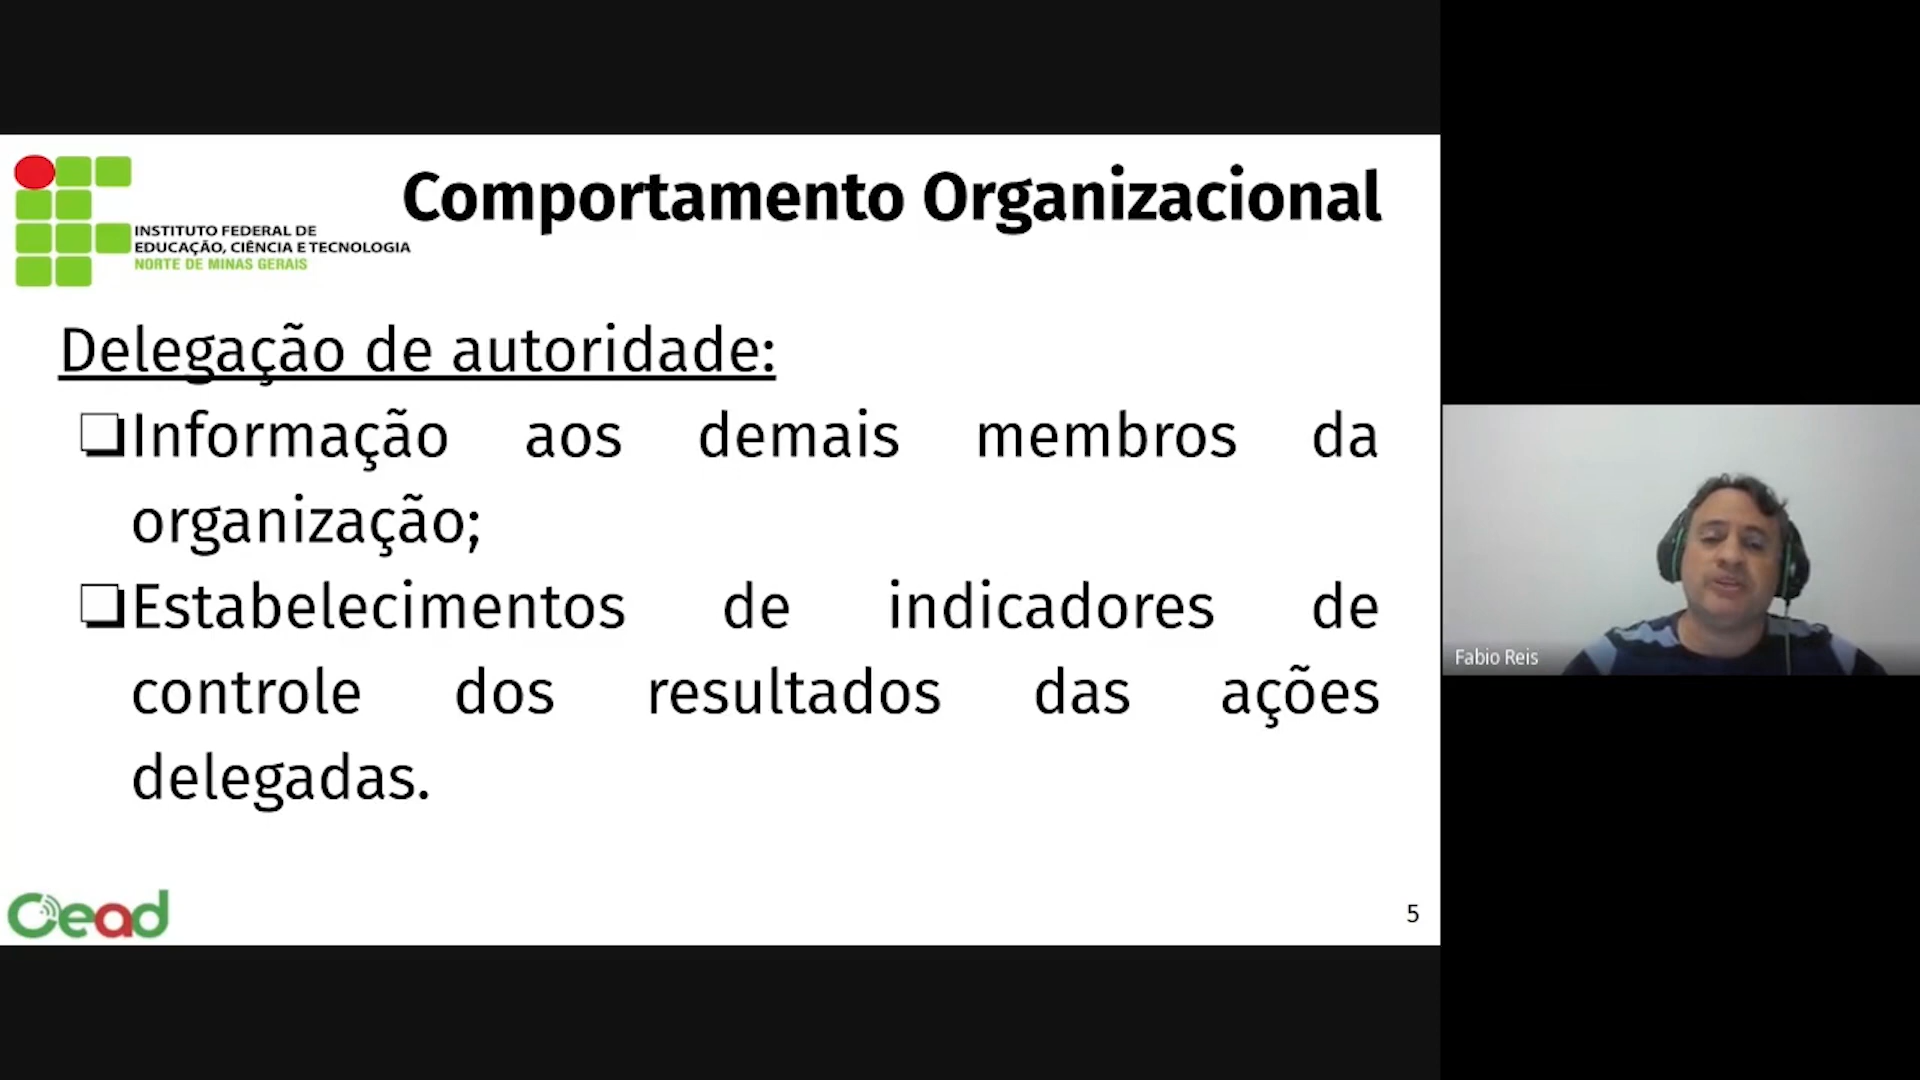 Comportamento Organizacional
INSTITUTO FEDERAL DE
EDUCAÇÃO, CIÊNCIA E TECNOLOGIA
NORTE DE MINAS GERAIS
Delegação de autoridade:
❑Informação aos demais membros da
organização;
❑Estabelecimentos de indicadores de
controle dos resultados das ações
delegadas.
Fabio Reis
Cead
5